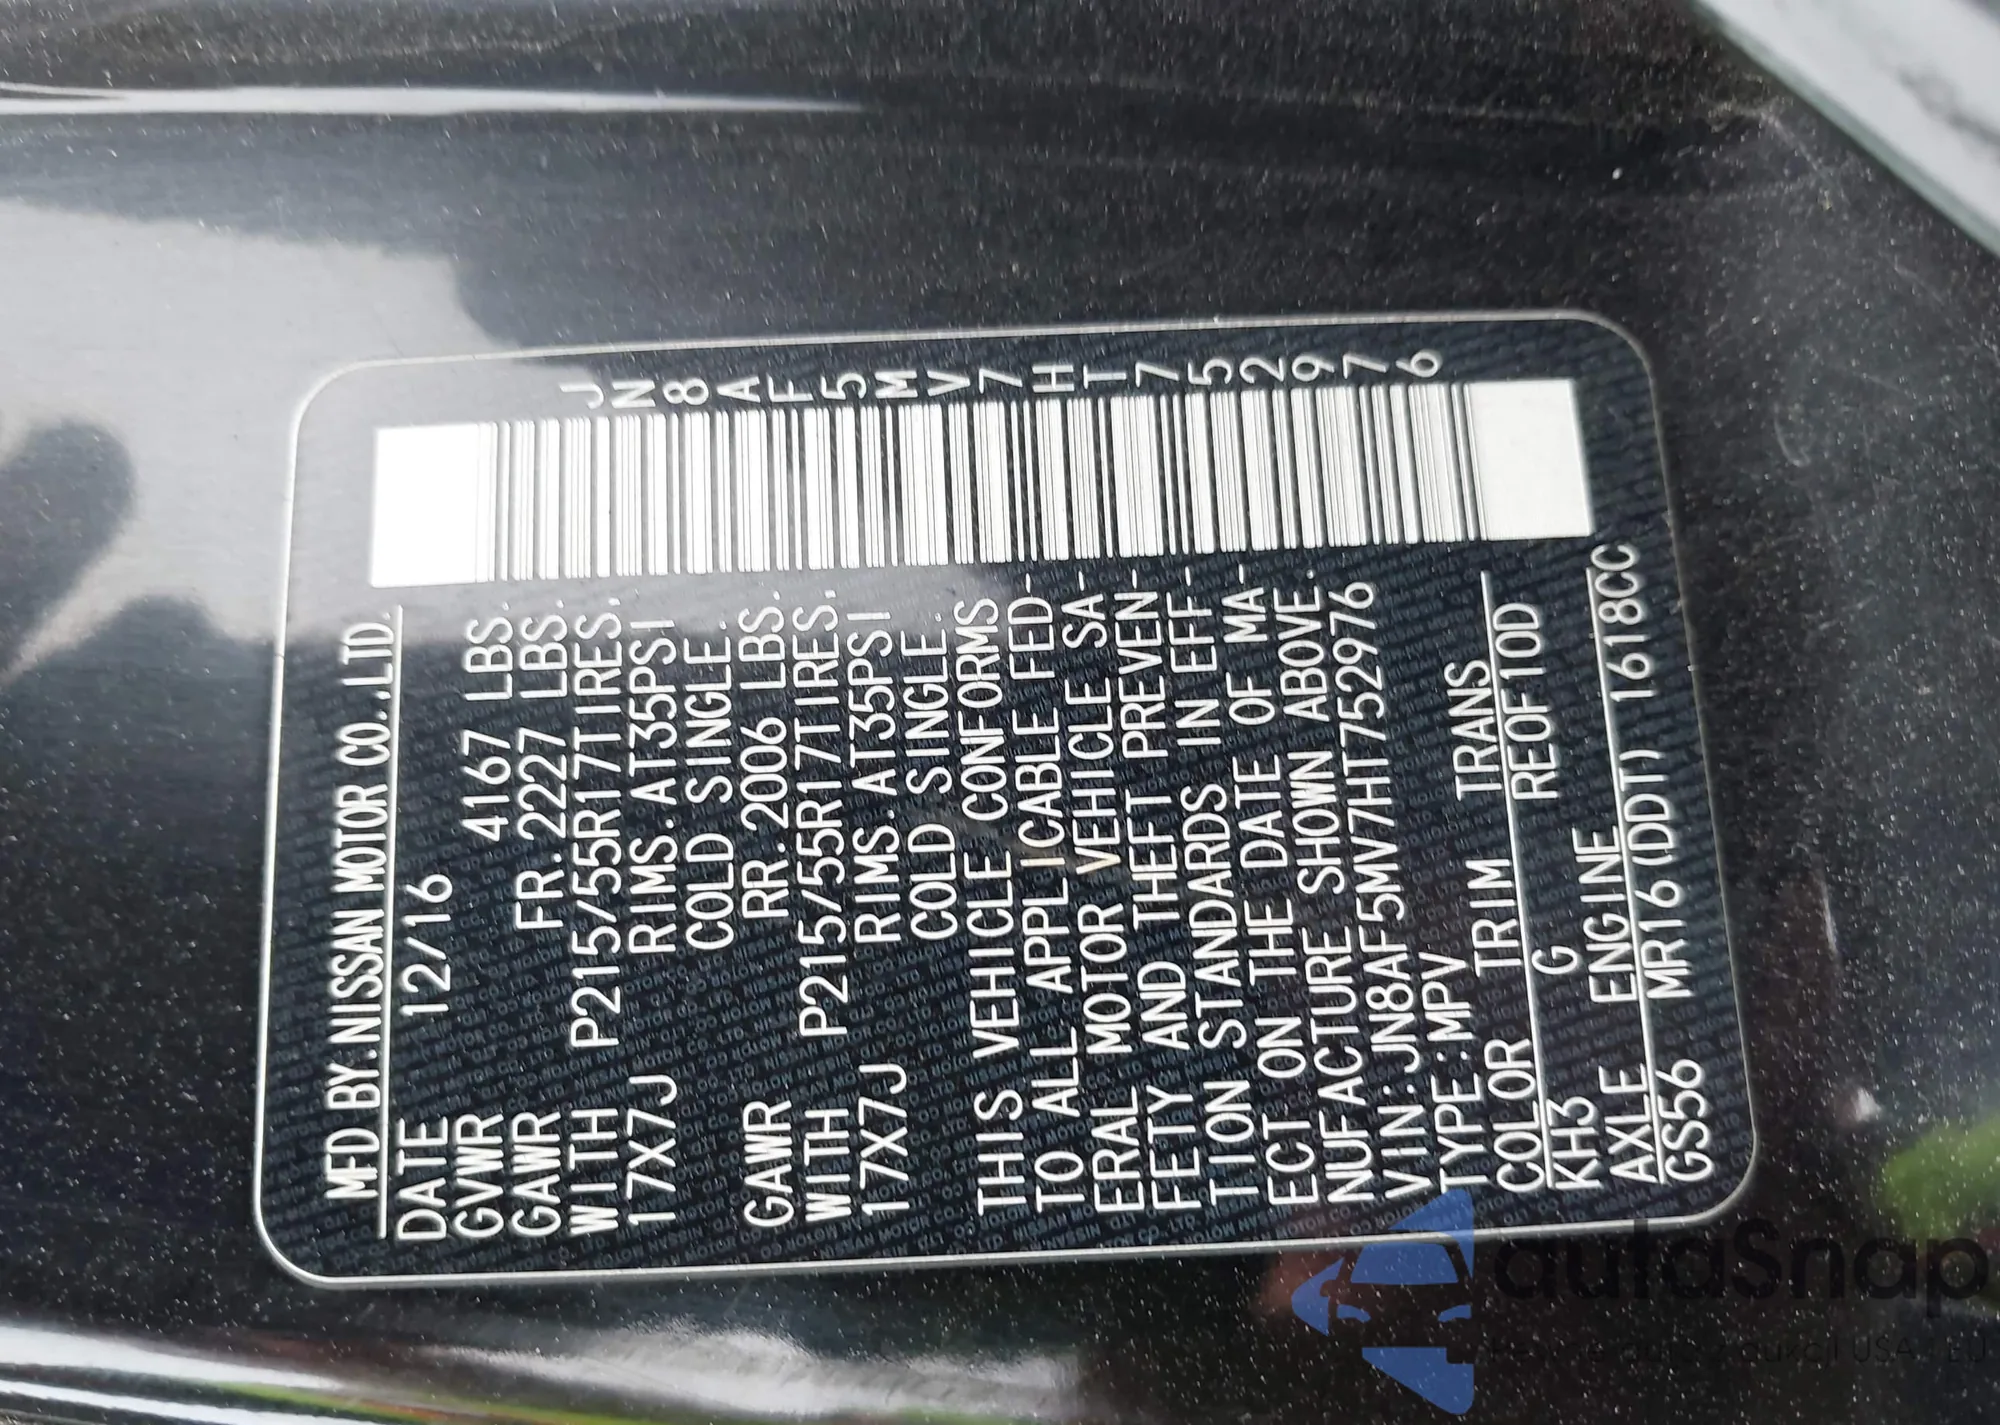 MFD BY.NISSAN MOTOR CO.,LTD.
DATE 12/16
GVWR 4167 LBS.
GAWR FR.2227 LBS.
WITH P215/55R17TIRES.
17X7J RIMS.AT35PSI
COLD SINGLE.
GAWR RR.2006 LBS.
WITH P215/55R17TIRES.
17X7J RIMS.AT35PSI
COLD SINGLE.
THIS VEHICLE CONFORMS
TO ALL APPLICABLE FED-
ERAL MOTOR VEHICLE SA-
FETY AND THEFT PREVEN-
TION STANDARDS IN EFF-
ECT ON THE DATE OF MA-
NUFACTURE SHOWN ABOVE.
VIN:JN8AF5MV7HT752976
TYPE:MPV
COLOR TRIM TRANS
KH3 G RE0F10D
AXLE ENGINE
GS56 MR16(DDT) 1618CC
JN8AF5MV7HT752976
autoSnap
aukcji USA
EU